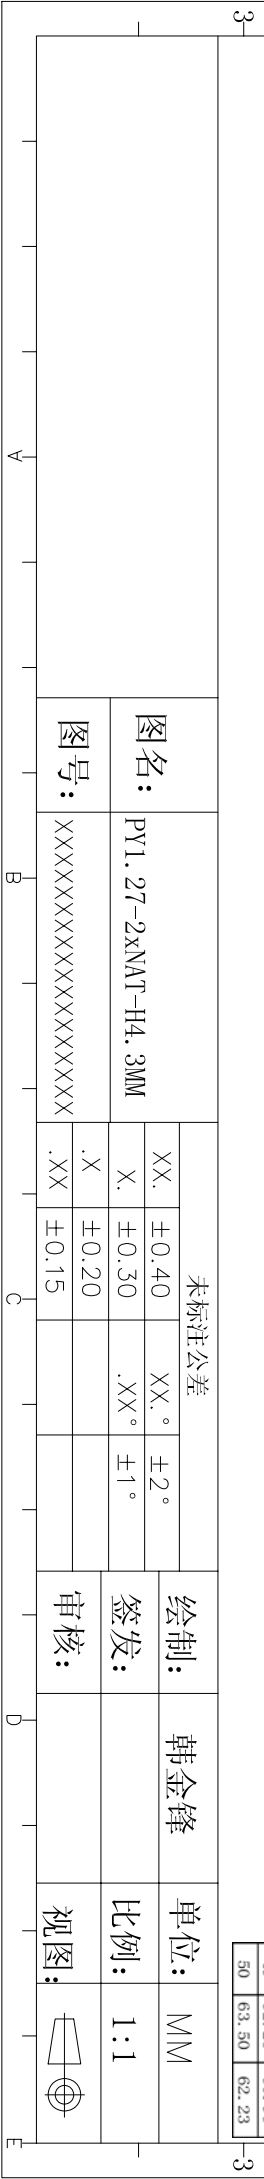 3
3
50 63.50 62.23
图名: PY1.27-2xNAT-H4.3MM
图号: XXXXXXXXXXXXXXXXXX
未标注公差
XX. ±0.40 XX.° ±2°
X. ±0.30 .XX° ±1°
.X ±0.20
.XX ±0.15
绘制: 韩金锋
签发:
审核:
单位: MM
比例: 1:1
视图:
A
B
C
D
E